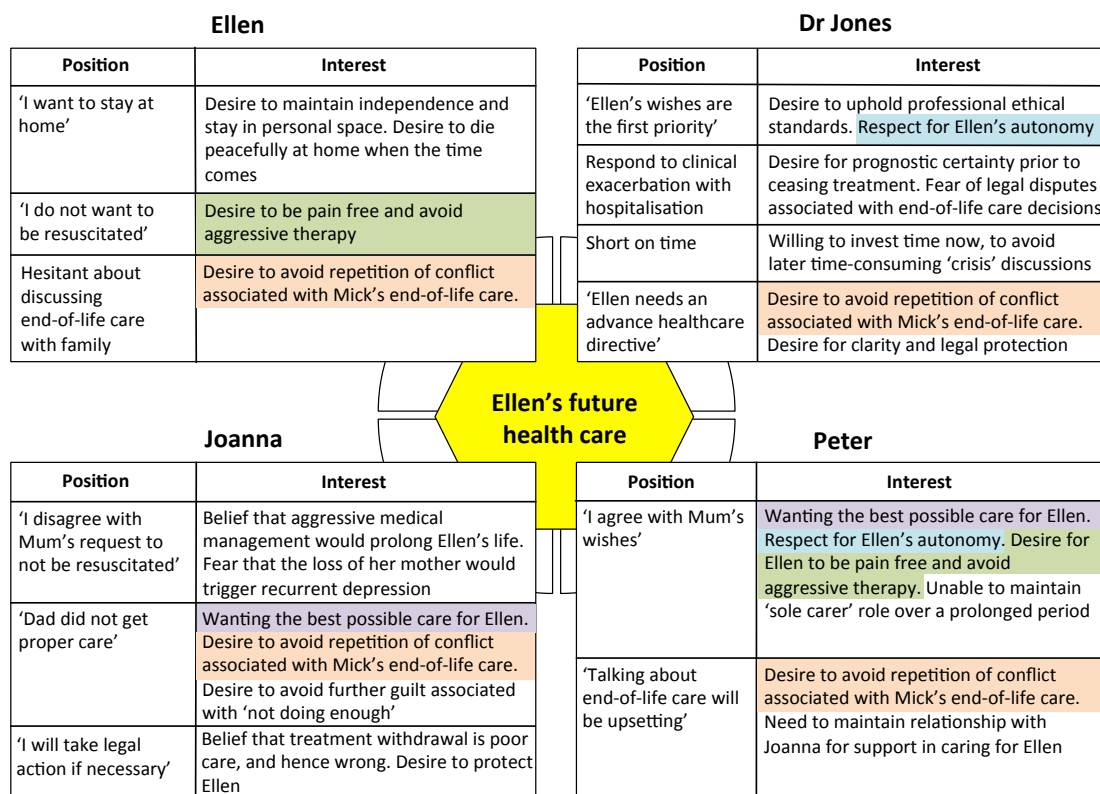 Ellen
Position
Interest
‘I want to stay at
home’
Desire to maintain independence and
stay in personal space. Desire to die
peacefully at home when the time
comes
‘I do not want to
be resuscitated’
Desire to be pain free and avoid
aggressive therapy
Hesitant about
discussing
end-of-life care
with family
Desire to avoid repetition of conflict
associated with Mick’s end-of-life care.
Dr Jones
Position
Interest
‘Ellen’s wishes are
the first priority’
Desire to uphold professional ethical
standards. Respect for Ellen’s autonomy
Respond to clinical
exacerbation with
hospitalisation
Desire for prognostic certainty prior to
ceasing treatment. Fear of legal disputes
associated with end-of-life care decisions
Short on time
Willing to invest time now, to avoid
later time-consuming ‘crisis’ discussions
‘Ellen needs an
advance healthcare
directive’
Desire to avoid repetition of conflict
associated with Mick’s end-of-life care.
Desire for clarity and legal protection
Ellen’s future
health care
Joanna
Position
Interest
‘I disagree with
Mum’s request to
not be resuscitated’
Belief that aggressive medical
management would prolong Ellen’s life.
Fear that the loss of her mother would
trigger recurrent depression
‘Dad did not get
proper care’
Wanting the best possible care for Ellen.
Desire to avoid repetition of conflict
associated with Mick’s end-of-life care.
Desire to avoid further guilt associated
with ‘not doing enough’
‘I will take legal
action if necessary’
Belief that treatment withdrawal is poor
care, and hence wrong. Desire to protect
Ellen
Peter
Position
Interest
‘I agree with Mum’s
wishes’
Wanting the best possible care for Ellen.
Respect for Ellen’s autonomy. Desire for
Ellen to be pain free and avoid
aggressive therapy. Unable to maintain
‘sole carer’ role over a prolonged period
‘Talking about
end-of-life care will
be upsetting’
Desire to avoid repetition of conflict
associated with Mick’s end-of-life care.
Need to maintain relationship with
Joanna for support in caring for Ellen